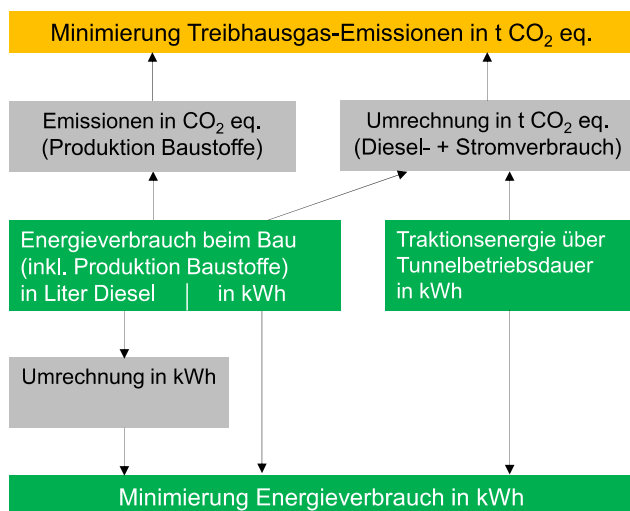 Minimierung Treibhausgas-Emissionen in t CO₂ eq.
Emissionen in CO₂ eq.
(Produktion Baustoffe)
Umrechnung in t CO₂ eq.
(Diesel- + Stromverbrauch)
Energieverbrauch beim Bau
(inkl. Produktion Baustoffe)
in Liter Diesel | in kWh
Traktionsenergie über
Tunnelbetriebsdauer
in kWh
Umrechnung in kWh
Minimierung Energieverbrauch in kWh